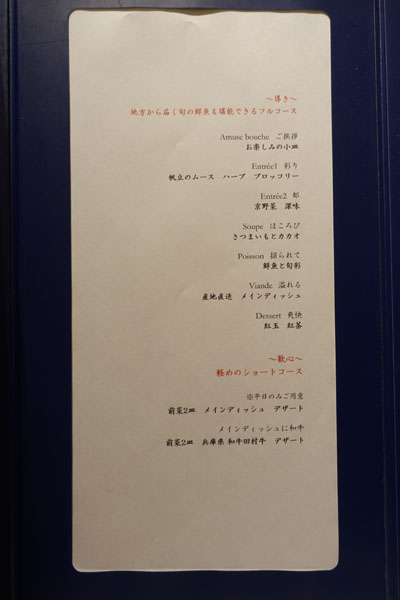 〜導き〜
地方から届く旬の鮮魚も堪能できるフルコース
Amuse bouche ご挨拶
お楽しみの小皿
Entrée1 彩り
帆立のムース ハーブ ブロッコリー
Entrée2 都
京野菜 深味
Soupe ほころび
さつまいもとカカオ
Poisson 揺られて
鮮魚と旬彩
Viande 溢れる
産地直送 メインディッシュ
Dessert 爽快
紅玉 紅茶
〜歓心〜
軽めのショートコース
※平日のみご用意
前菜2皿 メインディッシュ デザート
メインディッシュに和牛
前菜2皿 兵庫県 和牛田村牛 デザート